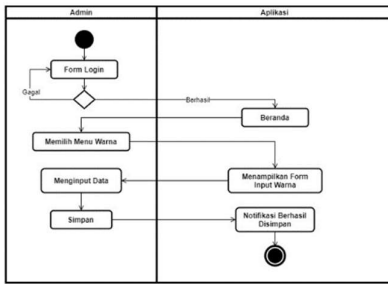 Admin
Aplikasi
Form Login
Gagal
Berhasil
Beranda
Memilih Menu Warna
Menampilkan Form
Input Warna
Menginput Data
Simpan
Notifikasi Berhasil
Disimpan